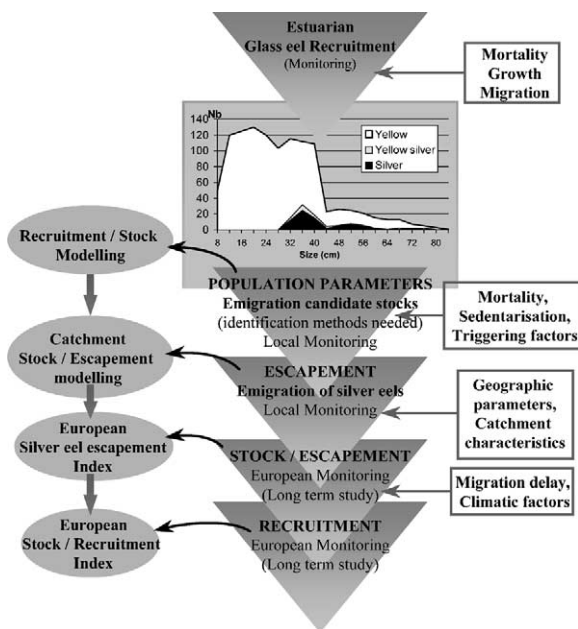 Estuarian
Glass eel Recruitment
(Monitoring)
Mortality
Growth
Migration
Nb
140
120
100
80
60
40
20
0
Yellow
Yellow silver
Silver
8 16 24 32 40 48 56 64 72 80
Size (cm)
Recruitment / Stock
Modelling
POPULATION PARAMETERS
Emigration candidate stocks
(identification methods needed)
Local Monitoring
Mortality,
Sedentarisation,
Triggering factors
Catchment
Stock / Escapement
modelling
ESCAPEMENT
Emigration of silver eels
Local Monitoring
Geographic
parameters,
Catchment
characteristics
European
Silver eel escapement
Index
STOCK / ESCAPEMENT
European Monitoring
(Long term study)
Migration delay,
Climatic factors
European
Stock / Recruitment
Index
RECRUITMENT
European Monitoring
(Long term study)